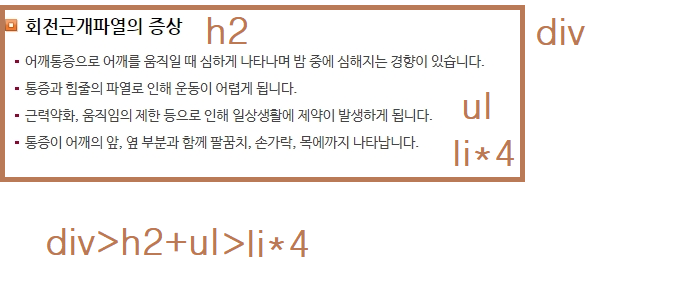 회전근개파열의 증상 h2
div
어깨통증으로 어깨를 움직일 때 심하게 나타나며 밤 중에 심해지는 경향이 있습니다.
통증과 힘줄의 파열로 인해 운동이 어렵게 됩니다.
근력약화, 움직임의 제한 등으로 인해 일상생활에 제약이 발생하게 됩니다.
ul
통증이 어깨의 앞, 옆 부분과 함께 팔꿈치, 손가락, 목에까지 나타납니다.
li*4
div>h2+ul>li*4